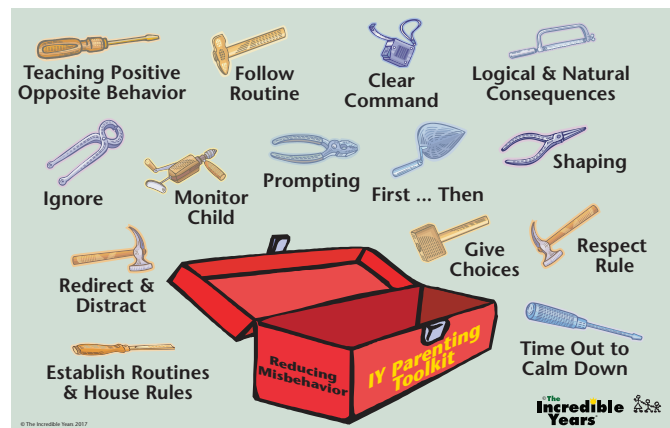 Teaching Positive
Opposite Behavior
Follow
Routine
Clear
Command
Logical & Natural
Consequences
Ignore
Monitor
Child
Prompting
First ... Then
Shaping
Redirect &
Distract
Give
Choices
Respect
Rule
Establish Routines
& House Rules
Reducing
Misbehavior
IY Parenting
Toolkit
Time Out to
Calm Down
©The
Incredible
Years®
© The Incredible Years 2017